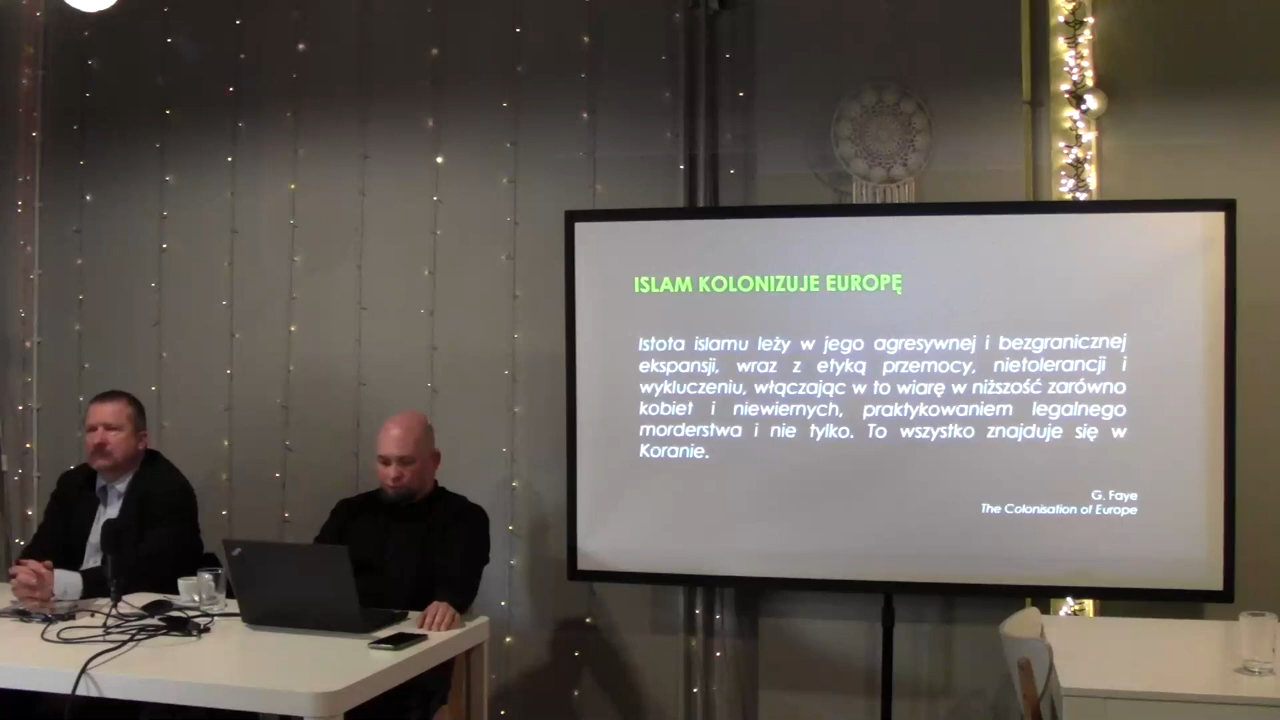 ISLAM KOLONIZUJE EUROPĘ
Istota islamu leży w jego agresywnej i bezgranicznej
ekspansji, wraz z etyką przemocy, nietolerancji i
wykluczeniu, włączając w to wiarę w niższość zarówno
kobiet i niewiernych, praktykowaniem legalnego
morderstwa i nie tylko. To wszystko znajduje się w
Koranie.
G. Faye
The Colonisation of Europe